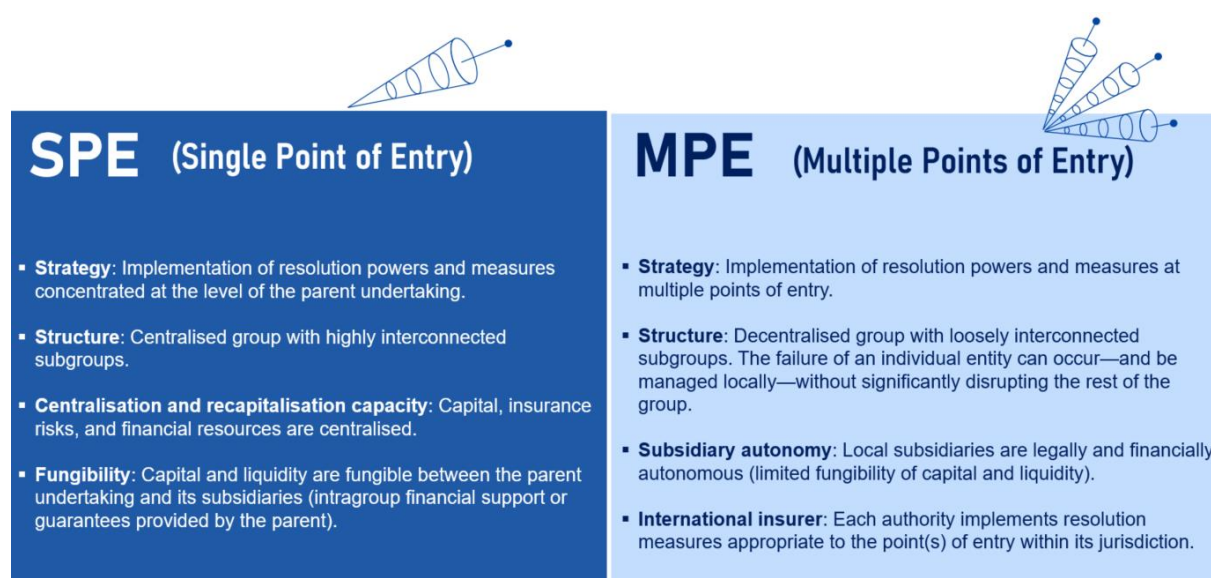 SPE (Single Point of Entry)
▪ Strategy: Implementation of resolution powers and measures
concentrated at the level of the parent undertaking.
▪ Structure: Centralised group with highly interconnected
subgroups.
▪ Centralisation and recapitalisation capacity: Capital, insurance
risks, and financial resources are centralised.
▪ Fungibility: Capital and liquidity are fungible between the parent
undertaking and its subsidiaries (intragroup financial support or
guarantees provided by the parent).
MPE (Multiple Points of Entry)
▪ Strategy: Implementation of resolution powers and measures at
multiple points of entry.
▪ Structure: Decentralised group with loosely interconnected
subgroups. The failure of an individual entity can occur—and be
managed locally—without significantly disrupting the rest of the
group.
▪ Subsidiary autonomy: Local subsidiaries are legally and financially
autonomous (limited fungibility of capital and liquidity).
▪ International insurer: Each authority implements resolution
measures appropriate to the point(s) of entry within its jurisdiction.